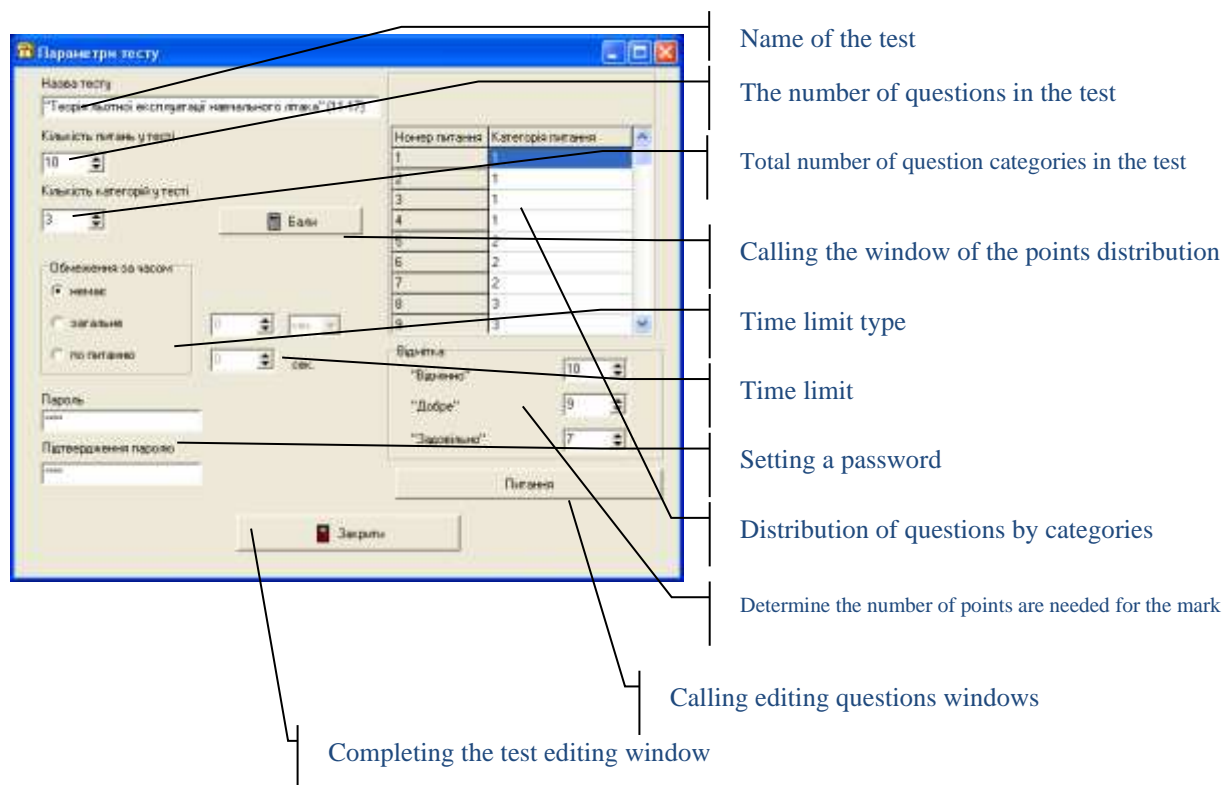 Параметри тесту
Назва тесту
"Теорія льотної експлуатації навчального літака" (11-17)
Кількість питань у тесті
10
Кількість категорій у тесті
3
Бали
Обмеження за часом
немає
загальне
0
сек
по питанню
0
сек.
Пароль
****
Підтвердження паролю
****
Номер питання Категорія питання
1 1
2 1
3 1
4 1
5 2
6 2
7 2
8 3
9 3
Відмітка
"Відмінно" 10
"Добре" 9
"Задовільно" 7
Питання
Закрити
Name of the test
The number of questions in the test
Total number of question categories in the test
Calling the window of the points distribution
Time limit type
Time limit
Setting a password
Distribution of questions by categories
Determine the number of points are needed for the mark
Calling editing questions windows
Completing the test editing window